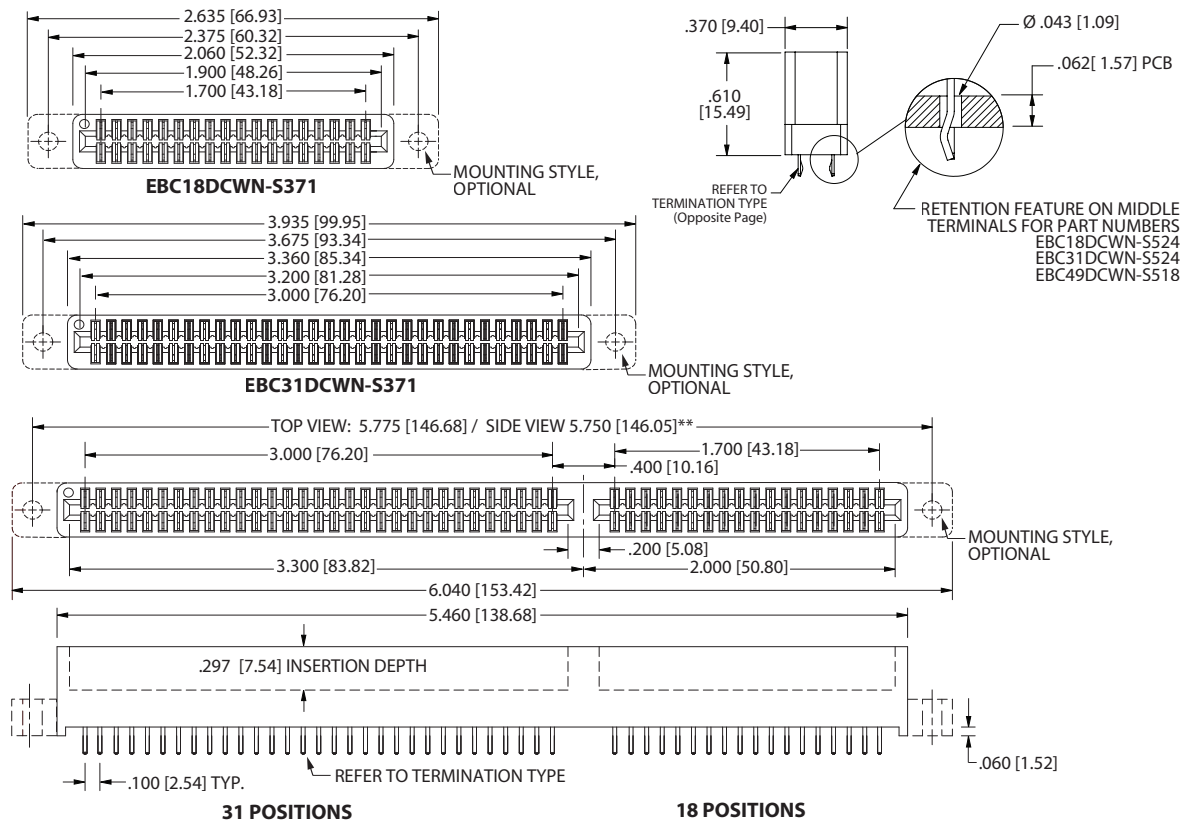 2.635 [66.93]
2.375 [60.32]
2.060 [52.32]
1.900 [48.26]
1.700 [43.18]
MOUNTING STYLE,
OPTIONAL
EBC18DCWN-S371
.370 [9.40]
.610
[15.49]
REFER TO
TERMINATION TYPE
(Opposite Page)
Ø .043 [1.09]
.062[ 1.57] PCB
RETENTION FEATURE ON MIDDLE
TERMINALS FOR PART NUMBERS
EBC18DCWN-S524
EBC31DCWN-S524
EBC49DCWN-S518
3.935 [99.95]
3.675 [93.34]
3.360 [85.34]
3.200 [81.28]
3.000 [76.20]
MOUNTING STYLE,
OPTIONAL
EBC31DCWN-S371
TOP VIEW: 5.775 [146.68] / SIDE VIEW 5.750 [146.05]**
3.000 [76.20]
1.700 [43.18]
.400 [10.16]
MOUNTING STYLE,
OPTIONAL
.200 [5.08]
3.300 [83.82]
2.000 [50.80]
6.040 [153.42]
5.460 [138.68]
.297 [7.54] INSERTION DEPTH
.060 [1.52]
.100 [2.54] TYP.
REFER TO TERMINATION TYPE
31 POSITIONS
18 POSITIONS